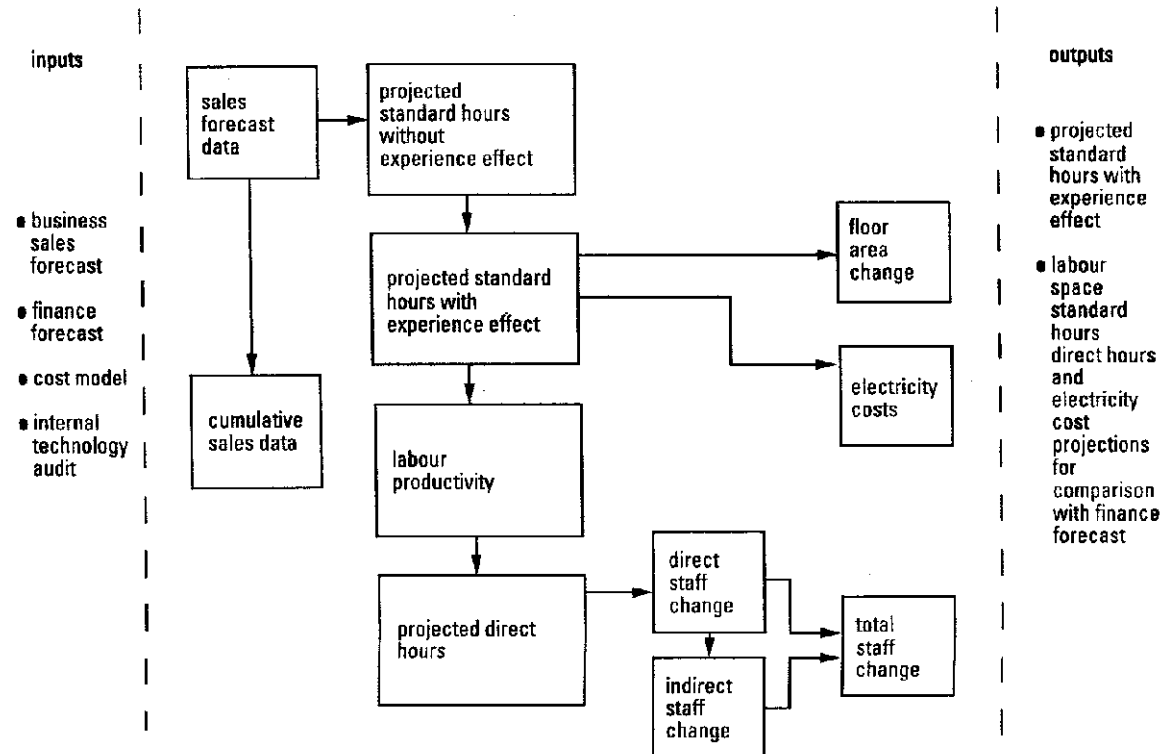 inputs
• business
sales
forecast
• finance
forecast
• cost model
• internal
technology
audit
sales
forecast
data
projected
standard hours
without
experience effect
projected standard
hours with
experience effect
cumulative
sales data
labour
productivity
projected direct
hours
floor
area
change
electricity
costs
direct
staff
change
indirect
staff
change
total
staff
change
outputs
• projected
standard
hours with
experience
effect
• labour
space
standard
hours
direct hours
and
electricity
cost
projections
for
comparison
with finance
forecast